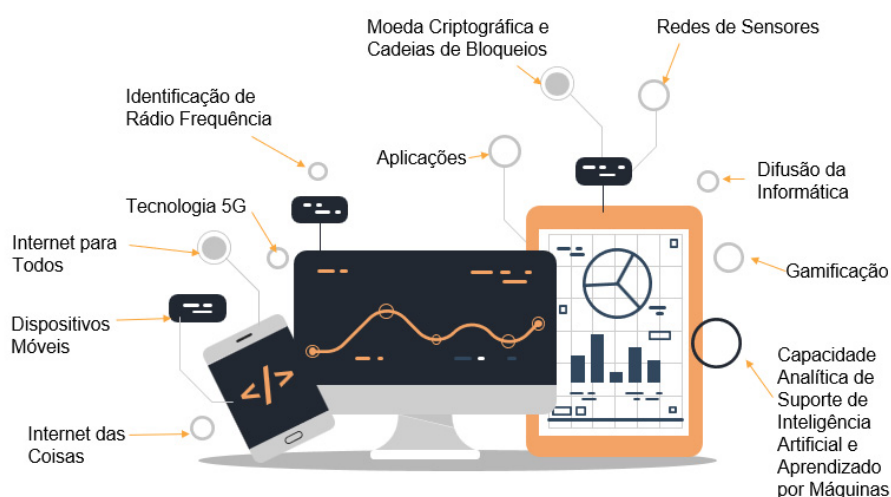 Moeda Criptográfica e
Cadeias de Bloqueios
Redes de Sensores
Identificação de
Rádio Frequência
Aplicações
Difusão da
Informática
Tecnologia 5G
Internet para
Todos
Gamificação
Dispositivos
Móveis
</>
Capacidade
Analítica de
Suporte de
Inteligência
Artificial e
Aprendizado
por Máquinas
Internet das
Coisas